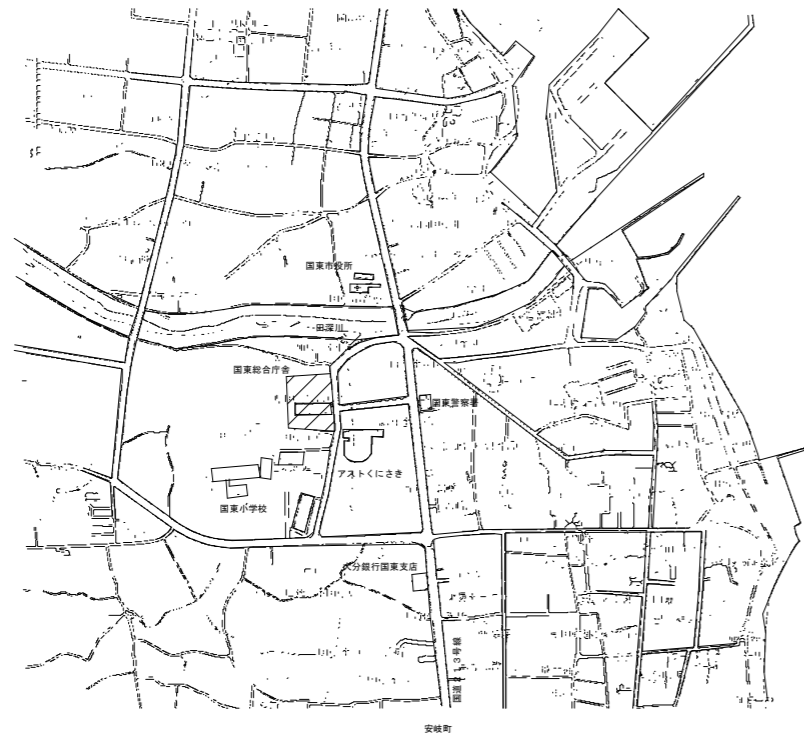 国東市役所
田深川
国東総合庁舎
国東警察署
アストくにさき
国東小学校
大分銀行国東支店
国道213号線
安岐町